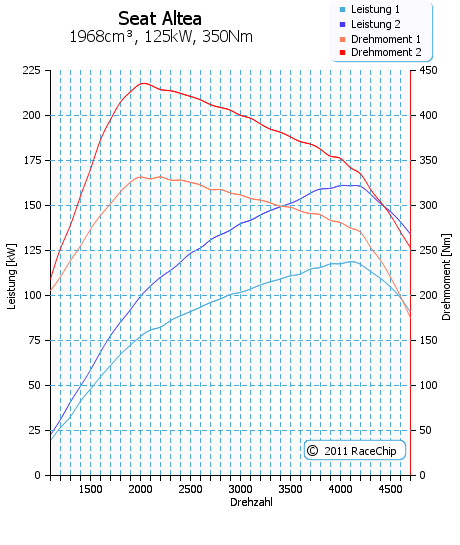 Seat Altea
1968cm³, 125kW, 350Nm
Leistung 1
Leistung 2
Drehmoment 1
Drehmoment 2
225
200
175
150
125
100
75
50
25
0
Leistung [kW]
450
400
350
300
250
200
150
100
50
0
Drehmoment [Nm]
© 2011 RaceChip
1500 2000 2500 3000 3500 4000 4500
Drehzahl